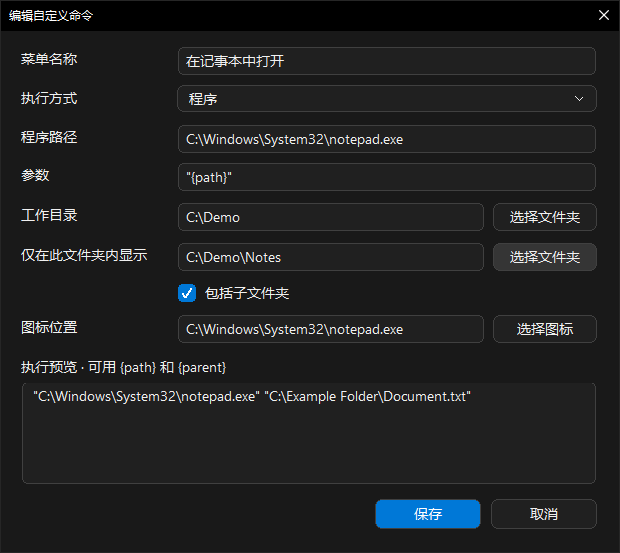 编辑自定义命令
菜单名称
在记事本中打开
执行方式
程序
程序路径
C:\Windows\System32\notepad.exe
参数
"{path}"
工作目录
C:\Demo
选择文件夹
仅在此文件夹内显示
C:\Demo\Notes
选择文件夹
包括子文件夹
图标位置
C:\Windows\System32\notepad.exe
选择图标
执行预览 · 可用 {path} 和 {parent}
"C:\Windows\System32\notepad.exe" "C:\Example Folder\Document.txt"
保存
取消